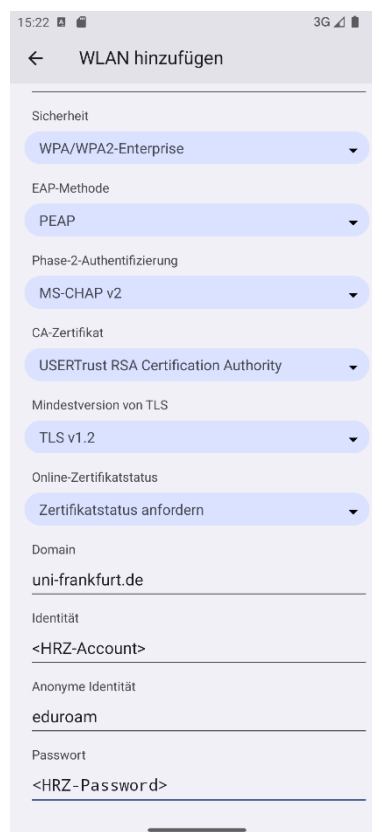 15:22
3G
WLAN hinzufügen
Sicherheit
WPA/WPA2-Enterprise
EAP-Methode
PEAP
Phase-2-Authentifizierung
MS-CHAP v2
CA-Zertifikat
USERTrust RSA Certification Authority
Mindestversion von TLS
TLS v1.2
Online-Zertifikatstatus
Zertifikatstatus anfordern
Domain
uni-frankfurt.de
Identität
<HRZ-Account>
Anonyme Identität
eduroam
Passwort
<HRZ-Password>